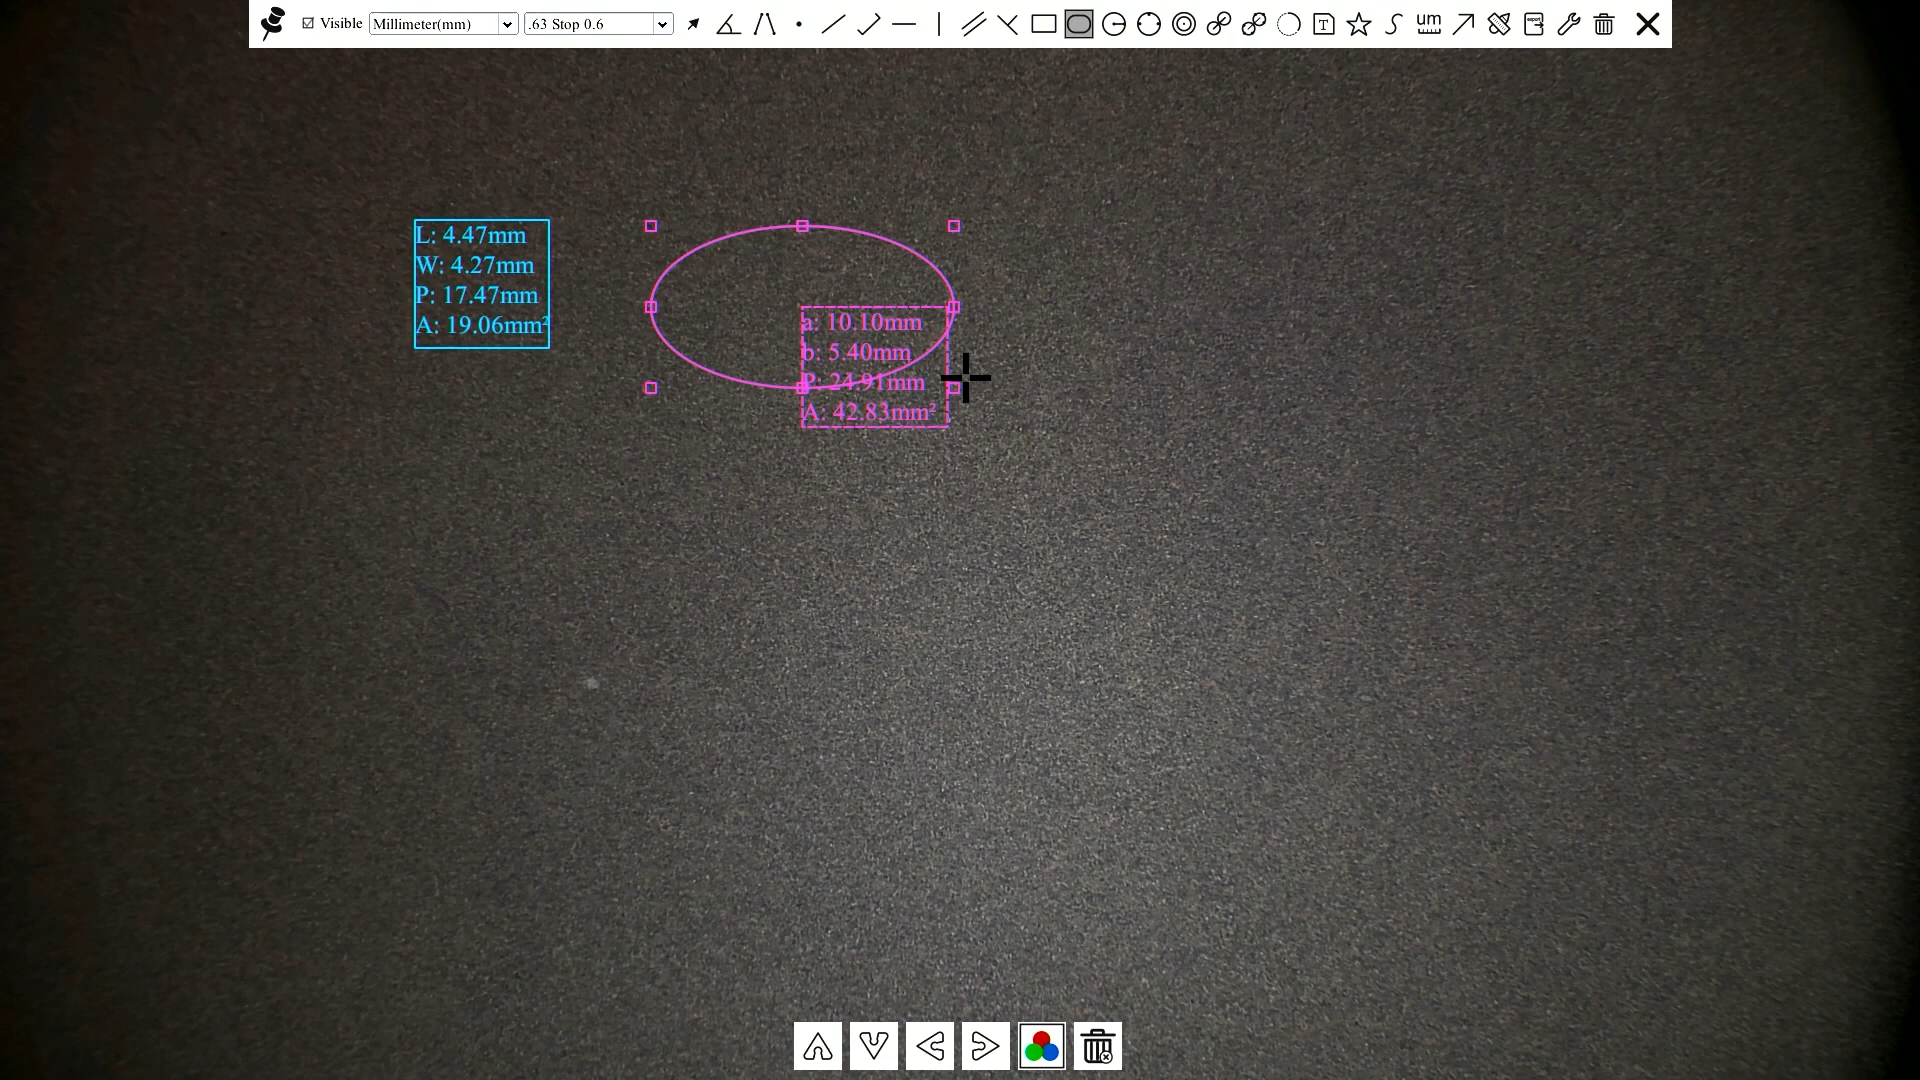 Visible
Millimeter(mm)
.63 Stop 0.6
T
um
L: 4.47mm
W: 4.27mm
P: 17.47mm
A: 19.06mm²
a: 10.10mm
b: 5.40mm
P: 24.91mm
A: 42.83mm²